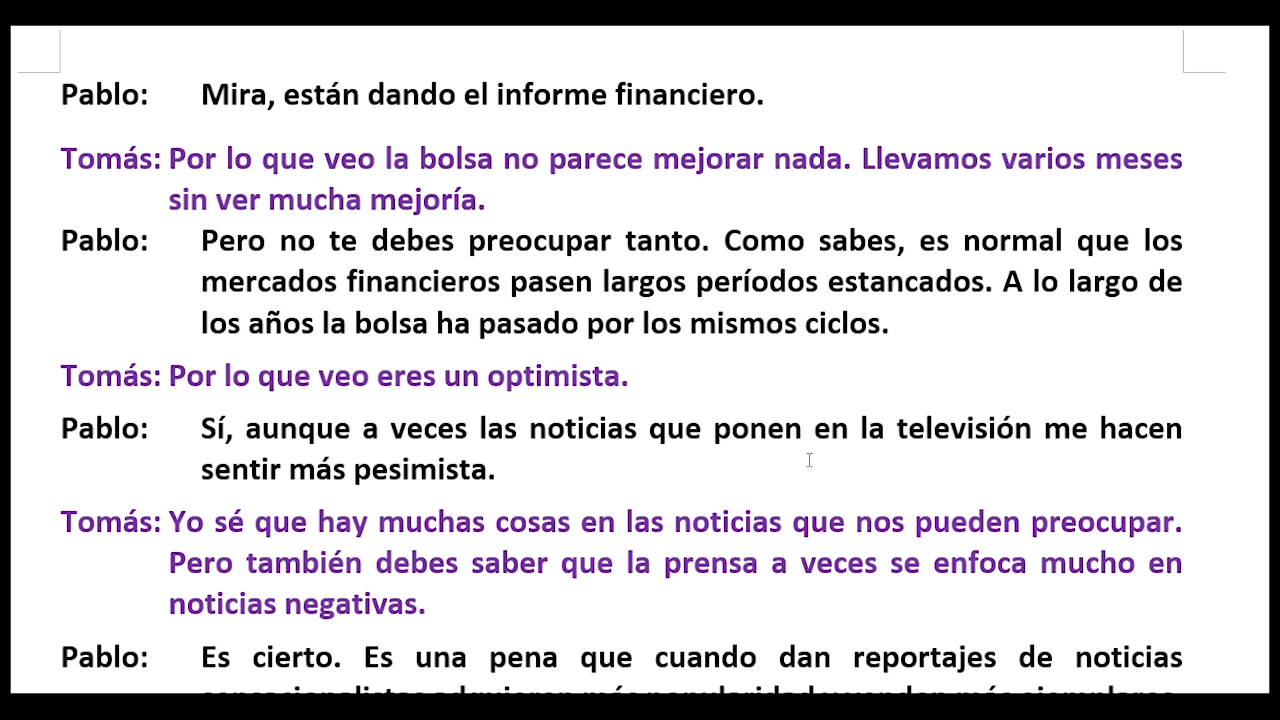 Pablo: Mira, están dando el informe financiero.
Tomás: Por lo que veo la bolsa no parece mejorar nada. Llevamos varios meses
sin ver mucha mejoría.
Pablo: Pero no te debes preocupar tanto. Como sabes, es normal que los
mercados financieros pasen largos períodos estancados. A lo largo de
los años la bolsa ha pasado por los mismos ciclos.
Tomás: Por lo que veo eres un optimista.
Pablo: Sí, aunque a veces las noticias que ponen en la televisión me hacen
sentir más pesimista.
Tomás: Yo sé que hay muchas cosas en las noticias que nos pueden preocupar.
Pero también debes saber que la prensa a veces se enfoca mucho en
noticias negativas.
Pablo: Es cierto. Es una pena que cuando dan reportajes de noticias